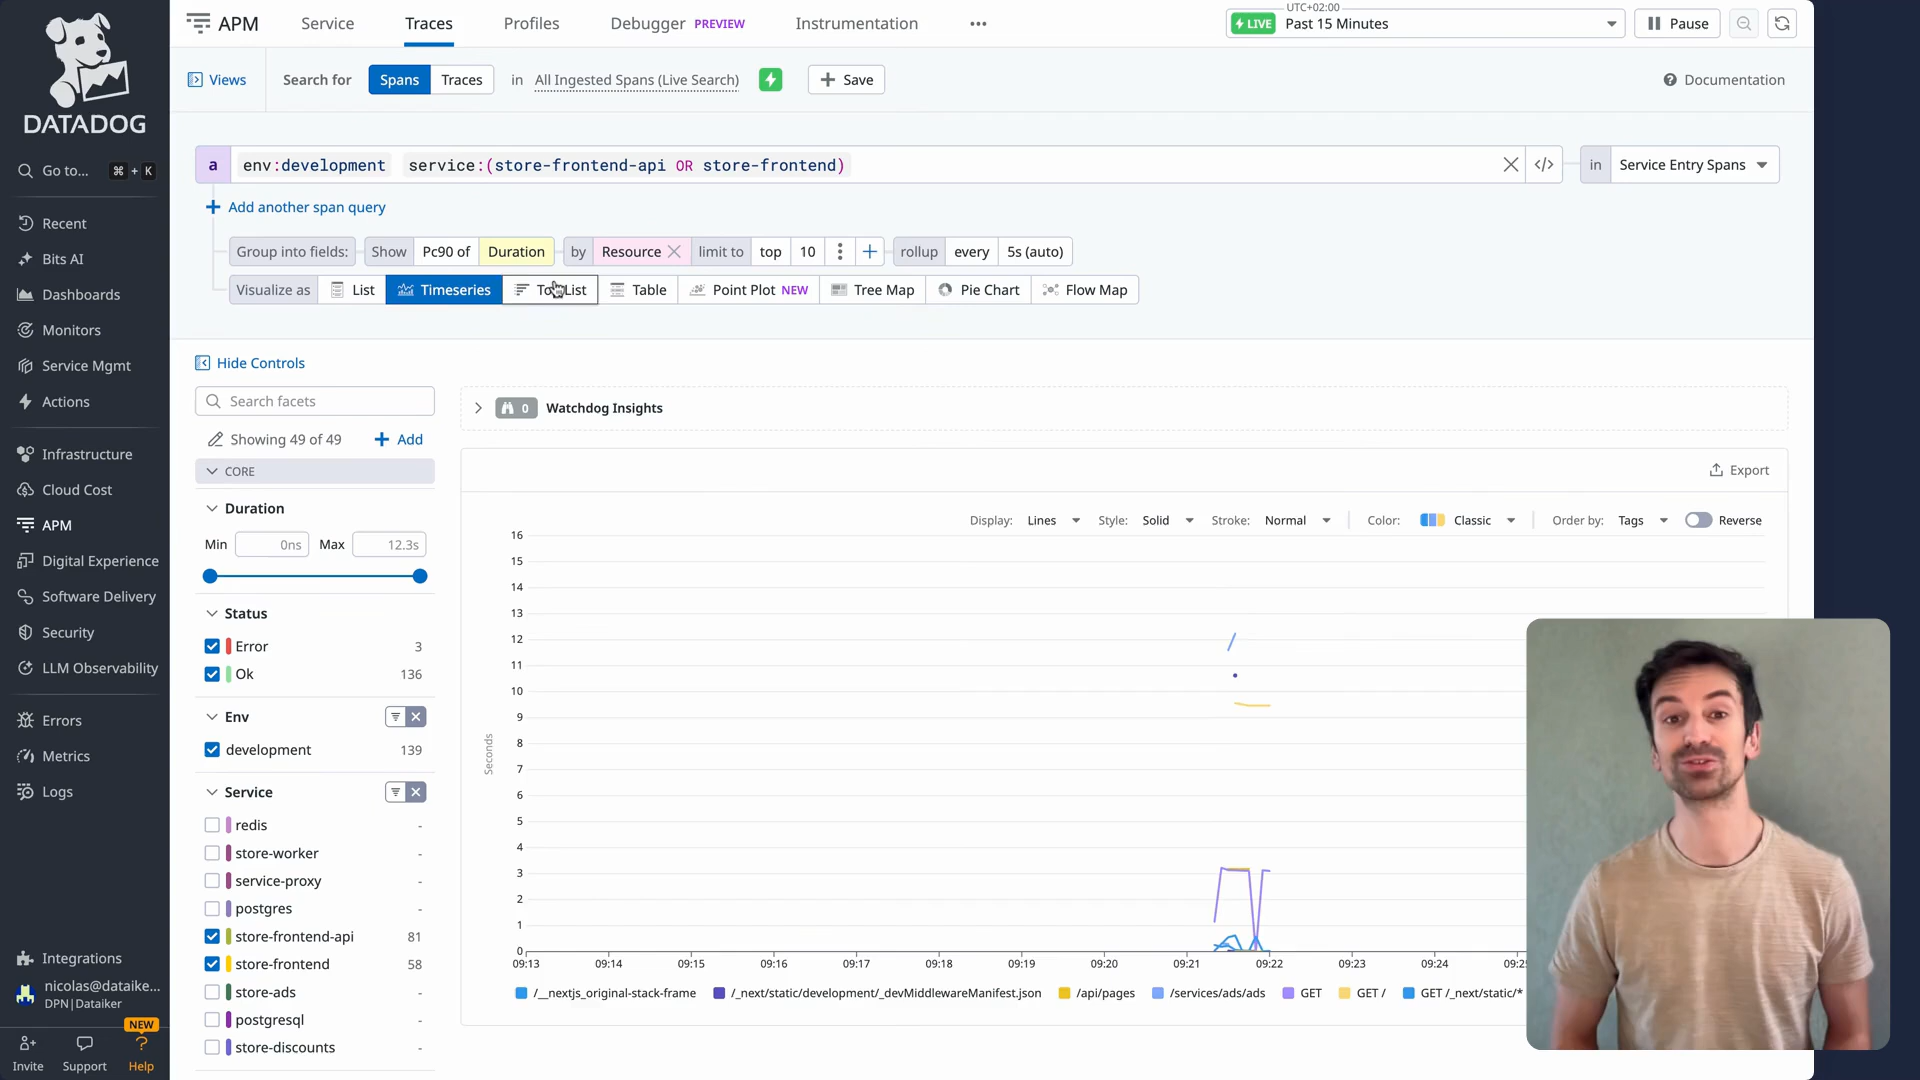 DATADOG
Go to... ⌘ + K
Recent
Bits AI
Dashboards
Monitors
Service Mgmt
Actions
Infrastructure
Cloud Cost
APM
Digital Experience
Software Delivery
Security
LLM Observability
Errors
Metrics
Logs
Integrations
nicolas@dataike...
DPN|Dataiker
NEW
Invite Support Help
APM Service Traces Profiles Debugger PREVIEW Instrumentation •••
UTC+02:00
LIVE Past 15 Minutes Pause
Views Search for Spans Traces in All Ingested Spans (Live Search) Save Documentation
a env:development service:(store-frontend-api OR store-frontend) </> in Service Entry Spans
Add another span query
Group into fields: Show Pc90 of Duration by Resource limit to top 10 rollup every 5s (auto)
Visualize as List Timeseries List Table Point Plot NEW Tree Map Pie Chart Flow Map
Hide Controls
Search facets
Showing 49 of 49 Add
CORE
Duration
Min 0ns Max 12.3s
Status
Error 3
Ok 136
Env
development 139
Service
redis -
store-worker -
service-proxy -
postgres -
store-frontend-api 81
store-frontend 58
store-ads -
postgresql -
store-discounts -
0 Watchdog Insights
Export
Display: Lines Style: Solid Stroke: Normal Color: Classic Order by: Tags Reverse
Seconds
16
15
14
13
12
11
10
9
8
7
6
5
4
3
2
1
0
09:13 09:14 09:15 09:16 09:17 09:18 09:19 09:20 09:21 09:22 09:23 09:24
/__nextjs_original-stack-frame /_next/static/development/_devMiddlewareManifest.json /api/pages /services/ads/ads GET GET / GET /_next/static/*